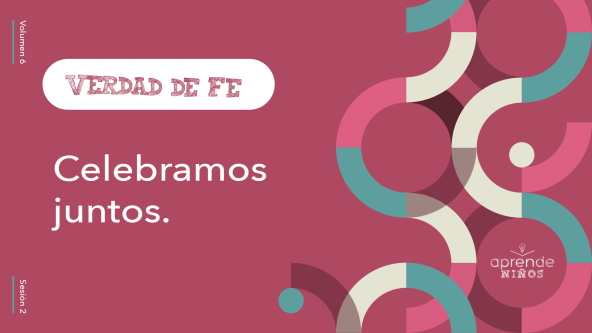 Volumen 6
VERDAD DE FE
Celebramos
juntos.
Sesión 2
aprende
NIÑOS